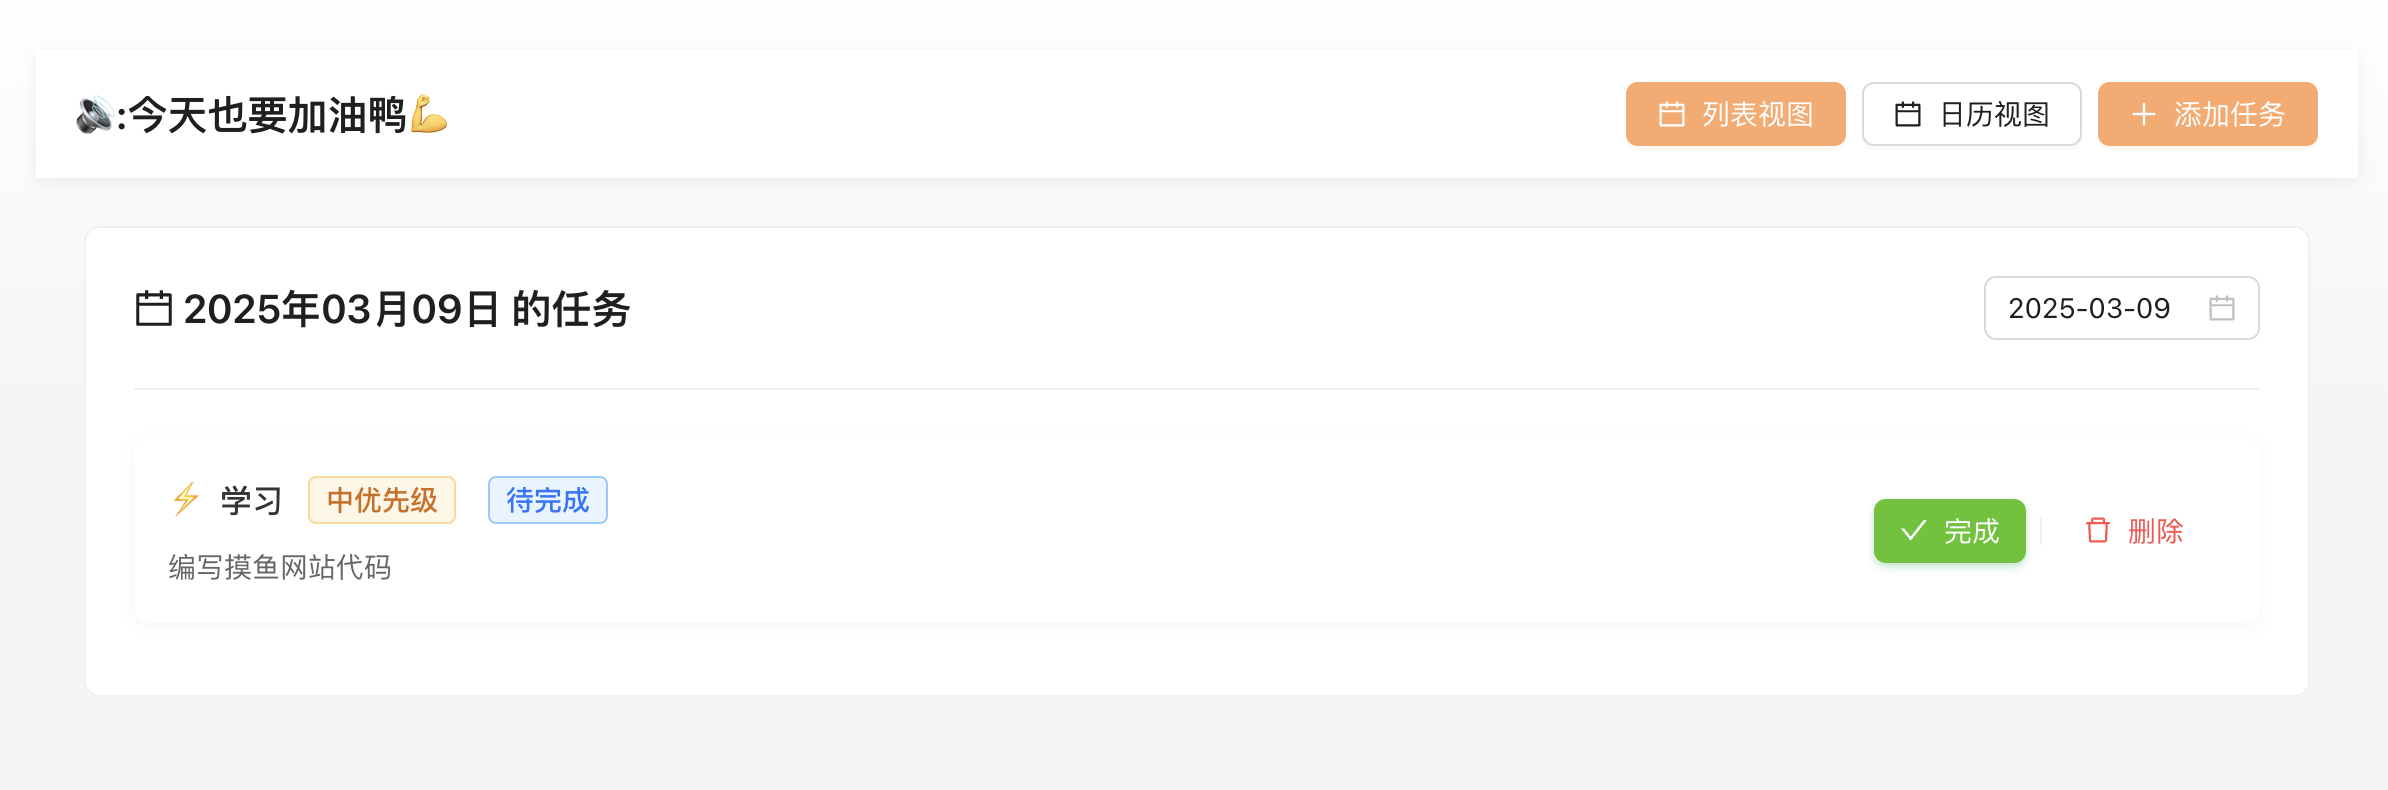 🔊:今天也要加油鸭💪
列表视图
日历视图
+ 添加任务
2025年03月09日 的任务
2025-03-09
⚡ 学习 中优先级 待完成
编写摸鱼网站代码
完成
删除